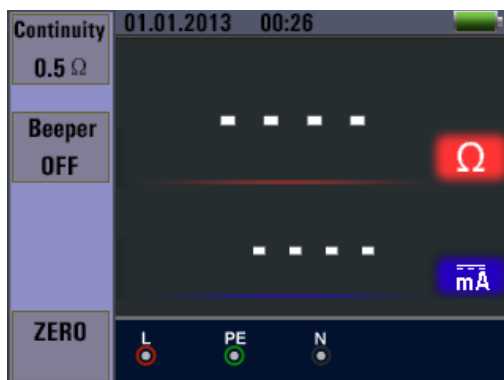 Continuity
0.5 Ω
Beeper
OFF
ZERO
01.01.2013 00:26
- - - -
Ω
- - - -
mA
L PE N